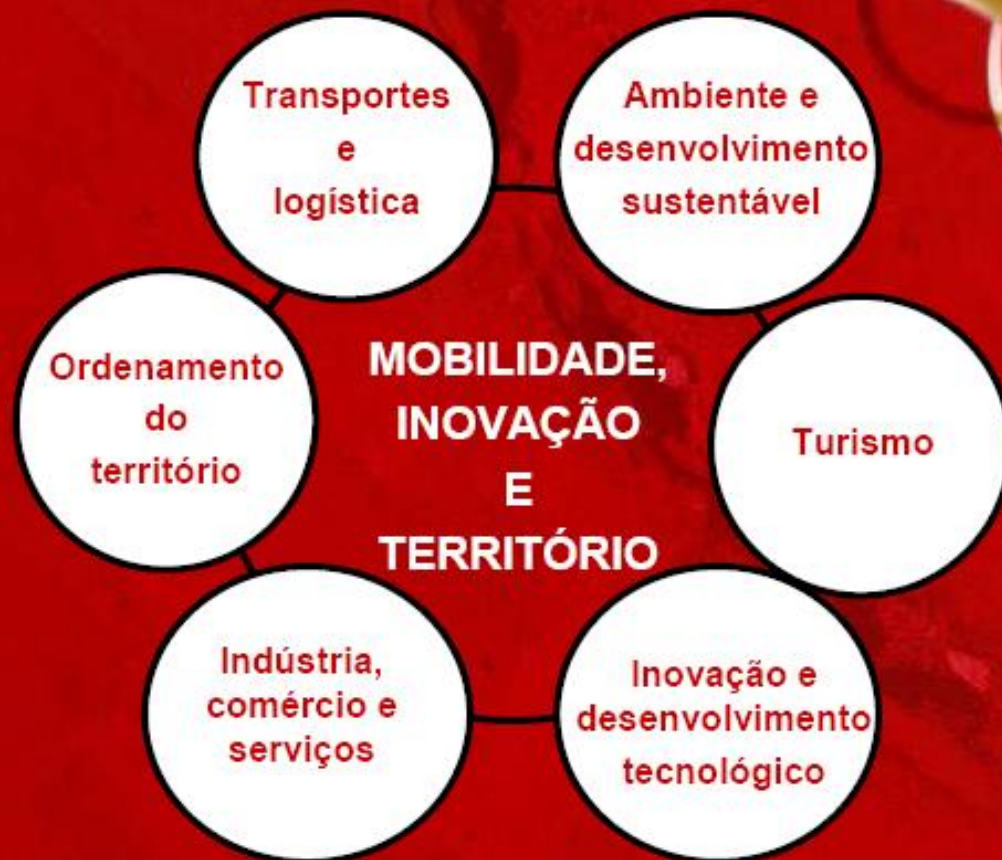 Transportes
e
logística
Ambiente e
desenvolvimento
sustentável
Ordenamento
do
território
MOBILIDADE,
INOVAÇÃO
E
TERRITÓRIO
Turismo
Indústria,
comércio e
serviços
Inovação e
desenvolvimento
tecnológico